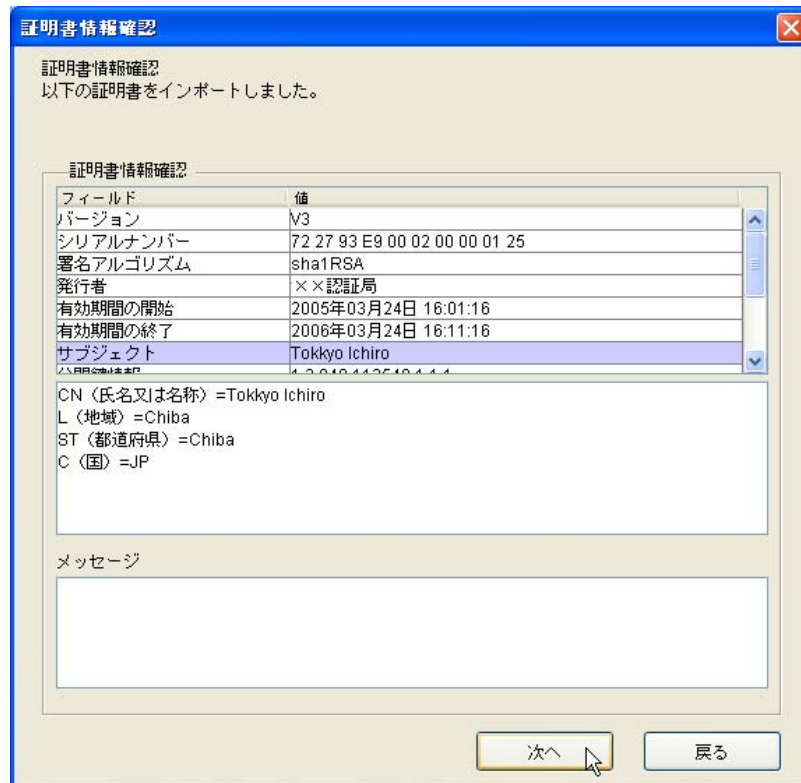 証明書情報確認
証明書情報確認
以下の証明書をインポートしました。
証明書情報確認
フィールド 値
バージョン V3
シリアルナンバー 72 27 93 E9 00 02 00 00 01 25
署名アルゴリズム sha1RSA
発行者 ××認証局
有効期間の開始 2005年03月24日 16:01:16
有効期間の終了 2006年03月24日 16:11:16
サブジェクト Tokkyo Ichiro
公開鍵情報
CN（氏名又は名称）=Tokkyo Ichiro
L（地域）=Chiba
ST（都道府県）=Chiba
C（国）=JP
メッセージ
次へ 戻る